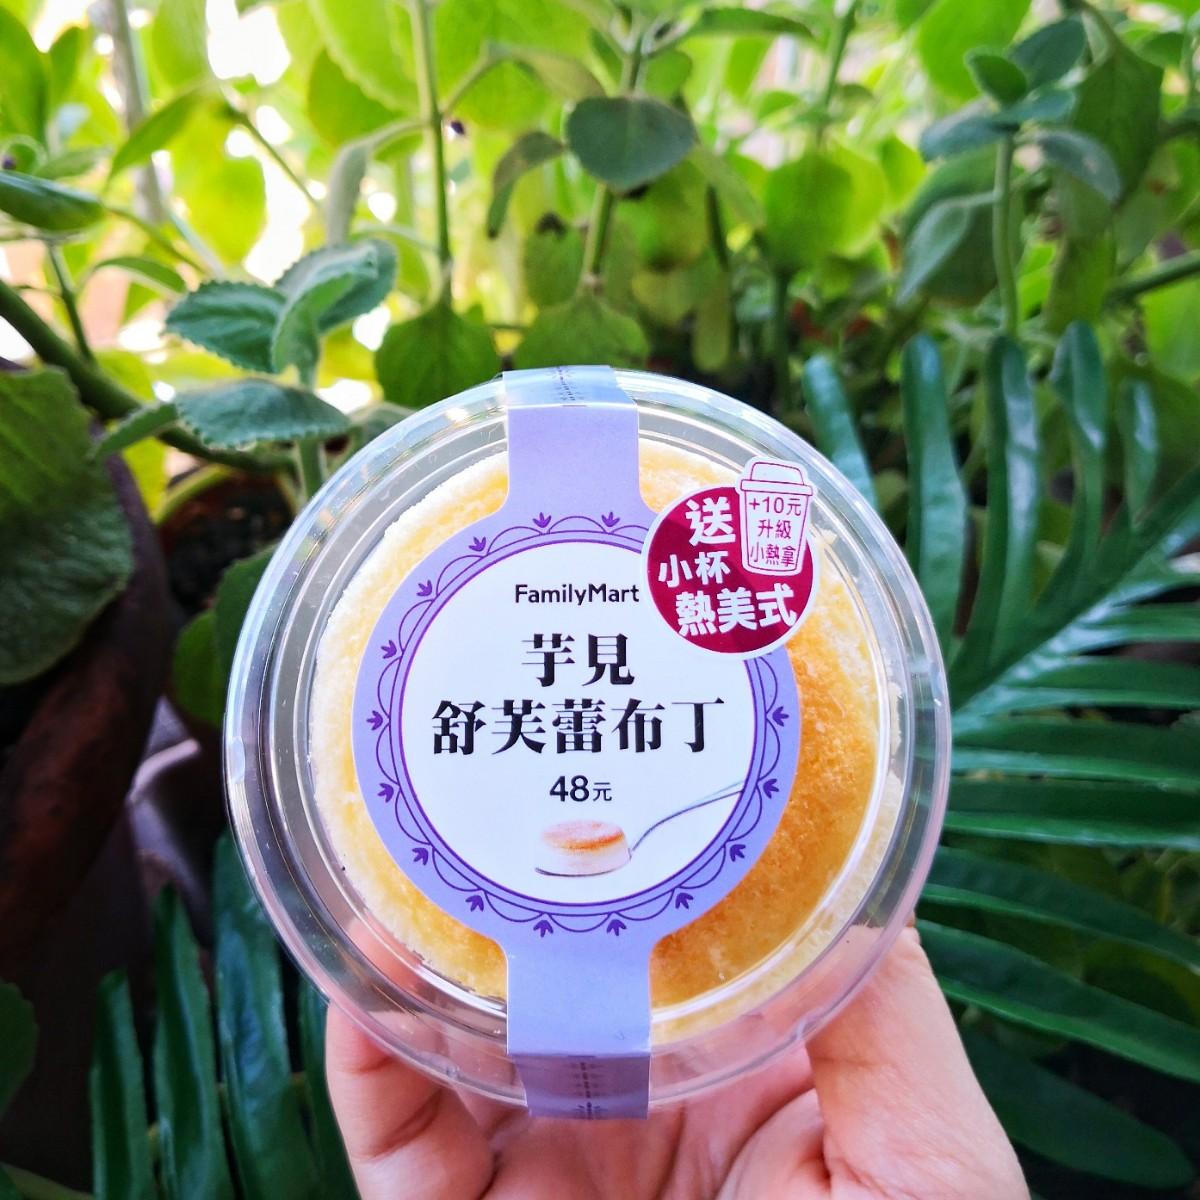 FamilyMart
芋見
舒芙蕾布丁
48元
送
小杯
熱美式
+10元
升級
小熱拿